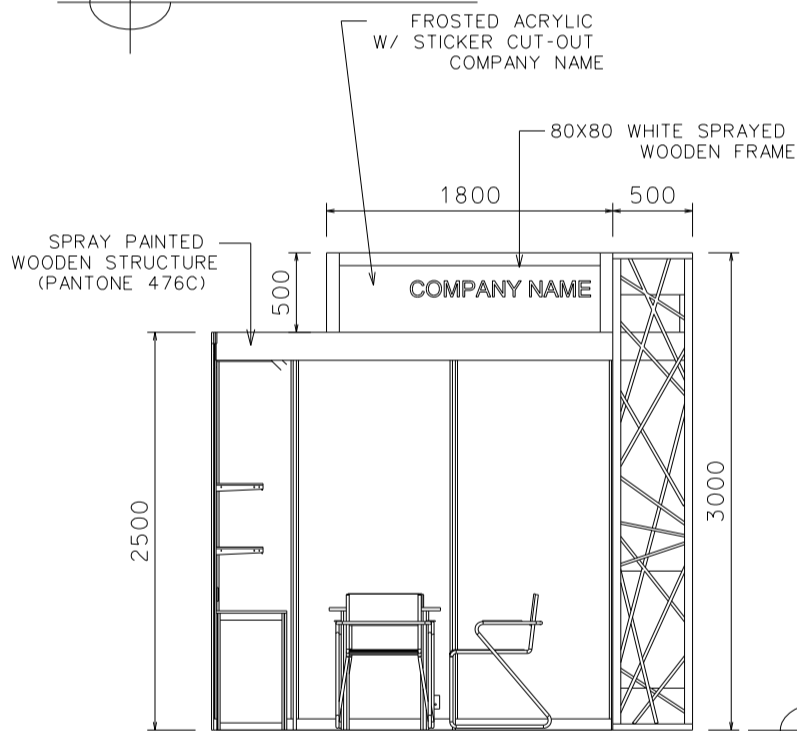 FROSTED ACRYLIC
W/ STICKER CUT-OUT
COMPANY NAME
80X80 WHITE SPRAYED
WOODEN FRAME
1800
500
SPRAY PAINTED
WOODEN STRUCTURE
(PANTONE 476C)
500
COMPANY NAME
2500
3000